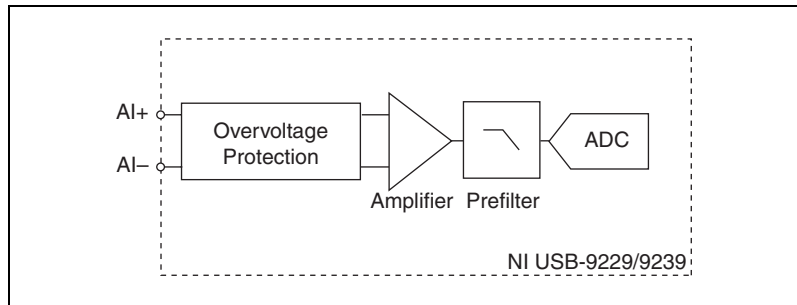 AI+
AI–
Overvoltage
Protection
Amplifier
Prefilter
ADC
NI USB-9229/9239